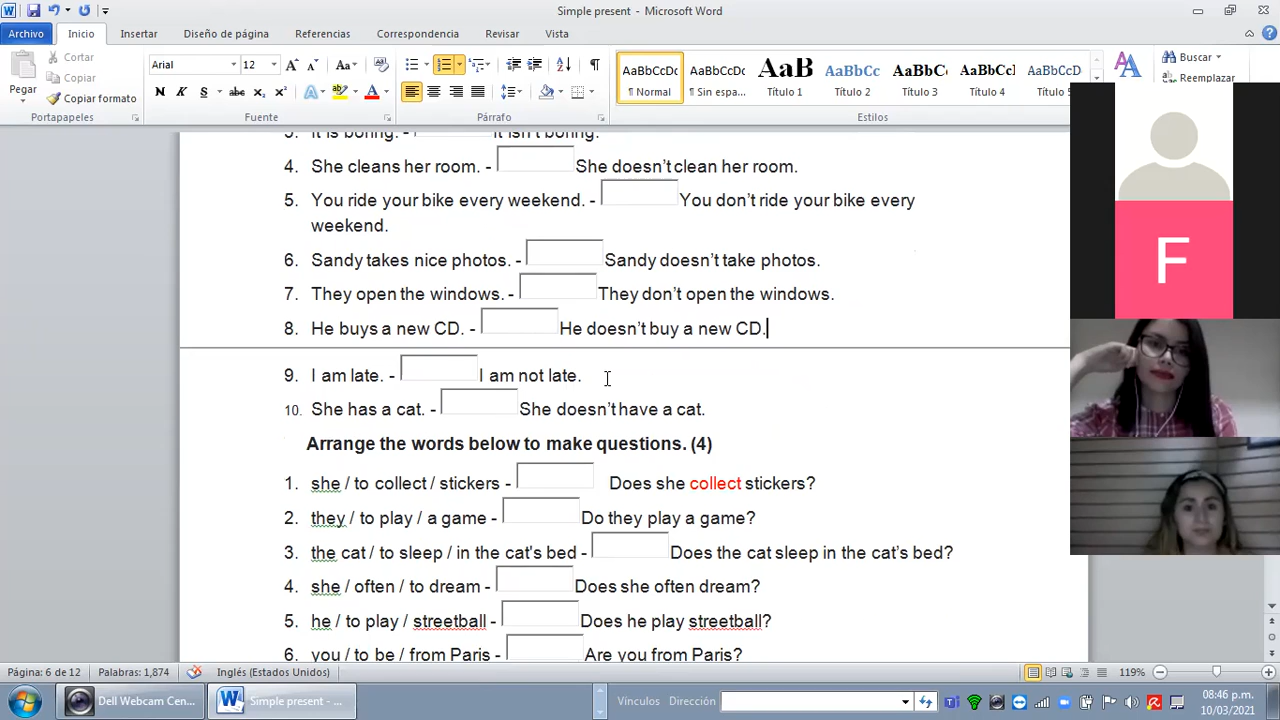 Simple present - Microsoft Word
Archivo Inicio Insertar Diseño de página Referencias Correspondencia Revisar Vista
Pegar
Cortar
Copiar
Copiar formato
Portapapeles
Arial 12
Aa
N K S abc x₂ x²
Fuente
Párrafo
AaBbCcDc AaBbCcDc AaB AaBbCc AaBbCc AaBbCc AaBbCcD
¶ Normal ¶ Sin espa... Título 1 Título 2 Título 3 Título 4 Título 5
Estilos
Buscar
Reemplazar
3. It is boring. - It isn't boring.
4. She cleans her room. - She doesn't clean her room.
5. You ride your bike every weekend. - You don't ride your bike every
weekend.
6. Sandy takes nice photos. - Sandy doesn't take photos.
7. They open the windows. - They don't open the windows.
8. He buys a new CD. - He doesn't buy a new CD.
9. I am late. - I am not late.
10. She has a cat. - She doesn't have a cat.
Arrange the words below to make questions. (4)
1. she / to collect / stickers - Does she collect stickers?
2. they / to play / a game - Do they play a game?
3. the cat / to sleep / in the cat's bed - Does the cat sleep in the cat's bed?
4. she / often / to dream - Does she often dream?
5. he / to play / streetball - Does he play streetball?
6. you / to be / from Paris - Are you from Paris?
F
Página: 6 de 12 Palabras: 1,874 Inglés (Estados Unidos) 119%
Dell Webcam Cen... Simple present - ... Vínculos Dirección
08:46 p.m.
10/03/2021